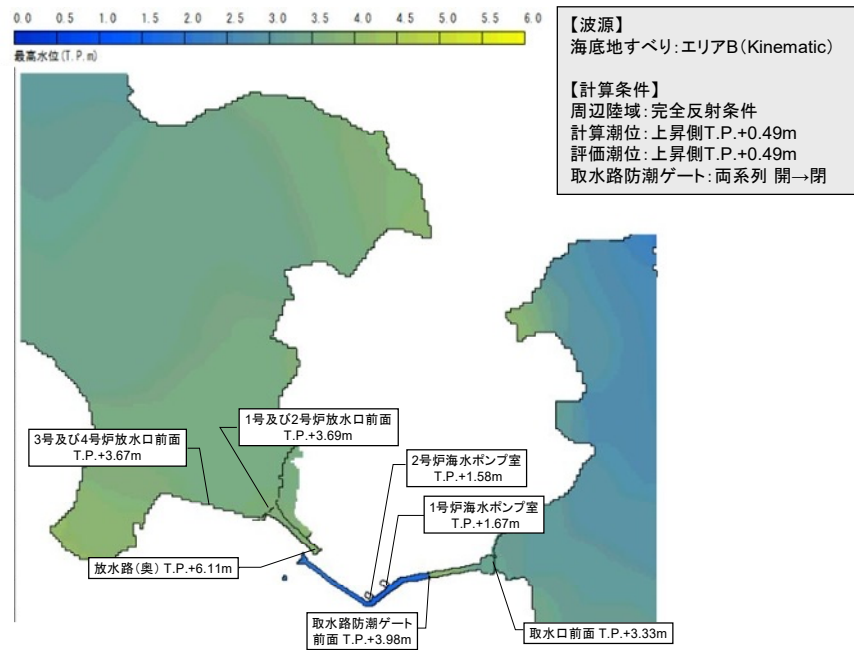 0.0 0.5 1.0 1.5 2.0 2.5 3.0 3.5 4.0 4.5 5.0 5.5 6.0
最高水位(T.P.m)
【波源】
海底地すべり:エリアB(Kinematic)
【計算条件】
周辺陸域:完全反射条件
計算潮位:上昇側T.P.+0.49m
評価潮位:上昇側T.P.+0.49m
取水路防潮ゲート:両系列 開→閉
1号及び2号炉放水口前面
T.P.+3.69m
3号及び4号炉放水口前面
T.P.+3.67m
2号炉海水ポンプ室
T.P.+1.58m
1号炉海水ポンプ室
T.P.+1.67m
放水路(奥) T.P.+6.11m
取水路防潮ゲート
前面 T.P.+3.98m
取水口前面 T.P.+3.33m